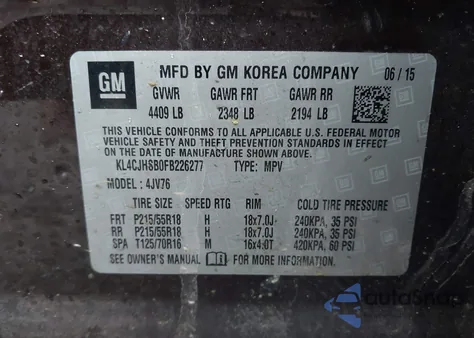 GM MFD BY GM KOREA COMPANY 06 / 15
GVWR GAWR FRT GAWR RR
4409 LB 2348 LB 2194 LB
THIS VEHICLE CONFORMS TO ALL APPLICABLE U.S. FEDERAL MOTOR
VEHICLE SAFETY AND THEFT PREVENTION STANDARDS IN EFFECT
ON THE DATE OF MANUFACTURE SHOWN ABOVE.
KL4CJHSB0FB226277 TYPE: MPV
MODEL: 4JV76
TIRE SIZE SPEED RTG RIM COLD TIRE PRESSURE
FRT P215/55R18 H 18x7.0J 240KPA, 35 PSI
RR P215/55R18 H 18x7.0J 240KPA, 35 PSI
SPA T125/70R16 M 16x4.0T 420KPA, 60 PSI
SEE OWNER'S MANUAL FOR MORE INFORMATION.